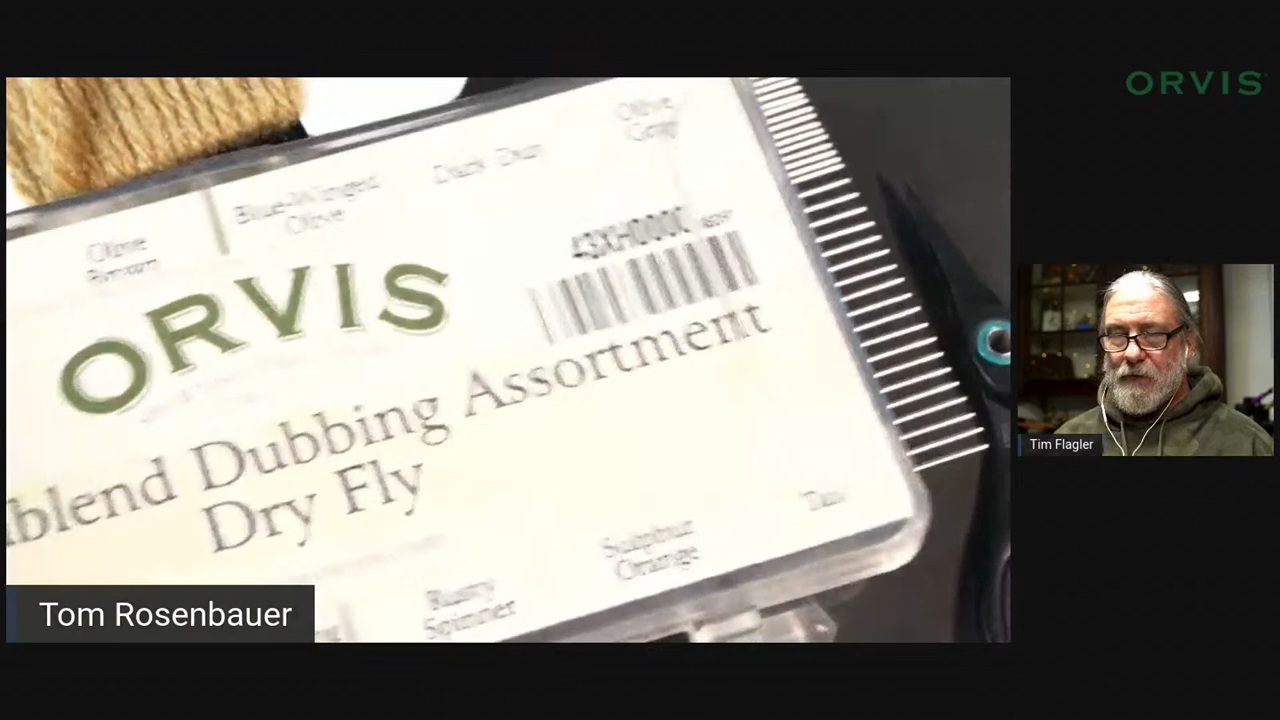 ORVIS
Olive
Gray
Blue-Winged
Olive
Dark Dun
Olive
ORVIS
blend Dubbing Assortment
Dry Fly
Tan
Sulphur
Orange
Rusty
Spinner
Tom Rosenbauer
Tim Flagler